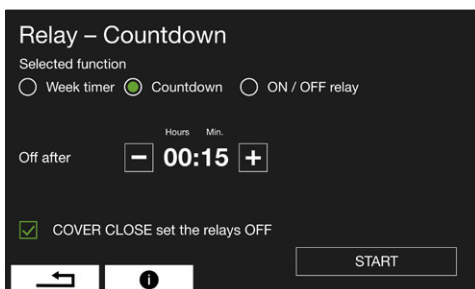 Relay – Countdown
Selected function
Week timer Countdown ON / OFF relay
Hours Min.
Off after − 00:15 +
COVER CLOSE set the relays OFF
START
i